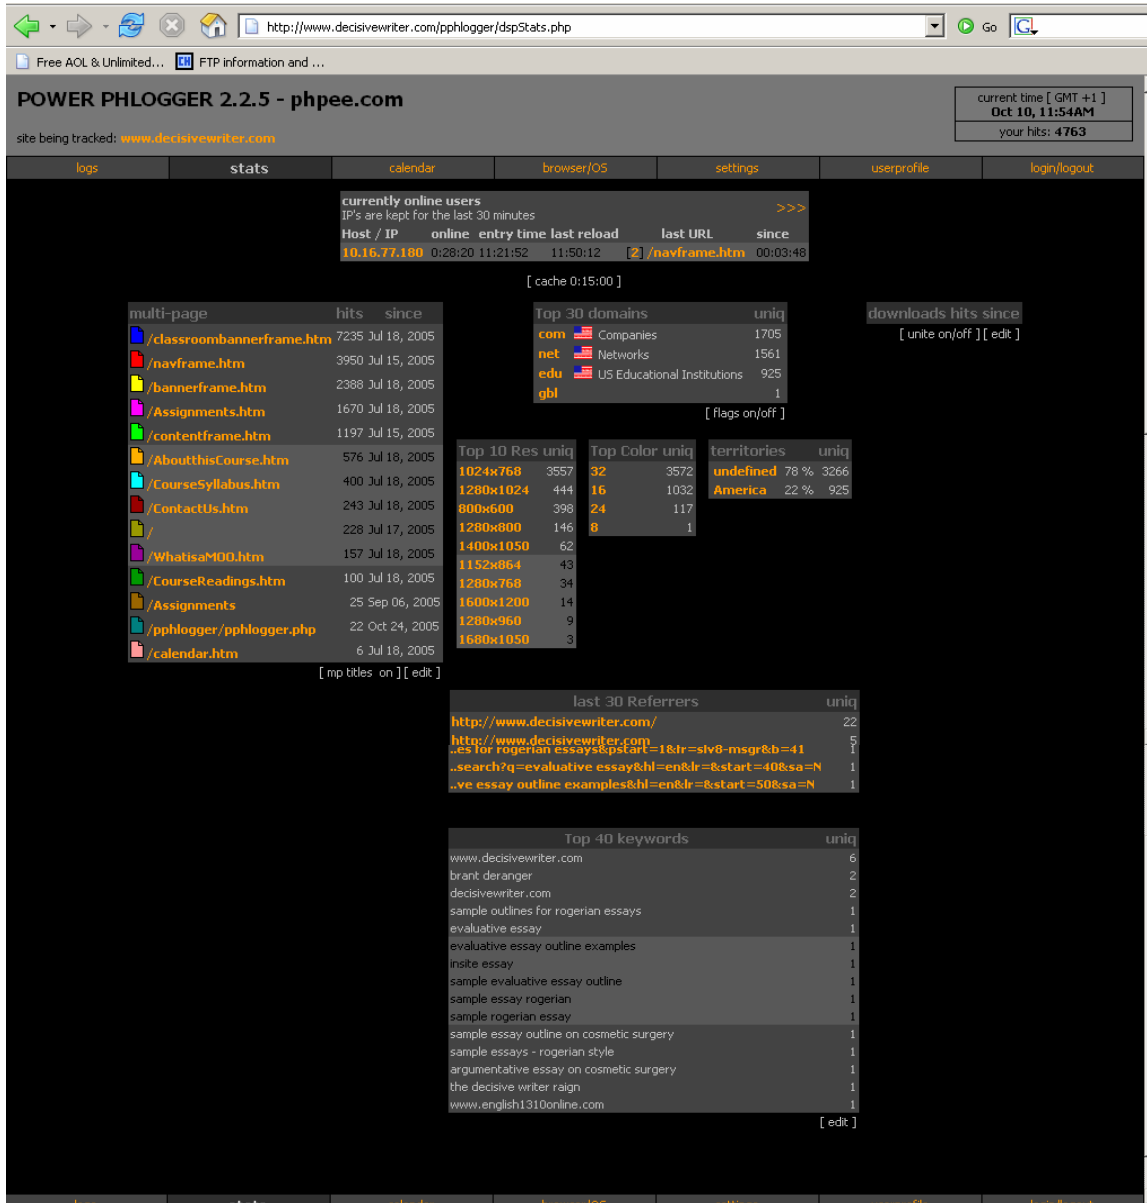 http://www.decisivewriter.com/pphlogger/dspStats.php
Go
G
Free AOL & Unlimited...
CH FTP information and ...
POWER PHLOGGER 2.2.5 - phpee.com
current time [ GMT +1 ]
Oct 10, 11:54AM
your hits: 4763
site being tracked: www.decisivewriter.com
logs stats calendar browser/OS settings userprofile login/logout
currently online users
>>>
IP's are kept for the last 30 minutes
Host / IP online entry time last reload last URL since
10.16.77.180 0:28:20 11:21:52 11:50:12 [2] /navframe.htm 00:03:48
[ cache 0:15:00 ]
multi-page hits since
/classroombannerframe.htm 7235 Jul 18, 2005
/navframe.htm 3950 Jul 15, 2005
/bannerframe.htm 2388 Jul 18, 2005
/Assignments.htm 1670 Jul 18, 2005
/contentframe.htm 1197 Jul 15, 2005
/AboutthisCourse.htm 576 Jul 18, 2005
/CourseSyllabus.htm 400 Jul 18, 2005
/ContactUs.htm 243 Jul 18, 2005
/ 228 Jul 17, 2005
/WhatisaMOO.htm 157 Jul 18, 2005
/CourseReadings.htm 100 Jul 18, 2005
/Assignments 25 Sep 06, 2005
/pphlogger/pphlogger.php 22 Oct 24, 2005
/calendar.htm 6 Jul 18, 2005
[ mp titles on ] [ edit ]
Top 30 domains uniq
com Companies 1705
net Networks 1561
edu US Educational Institutions 925
gbl 1
[ flags on/off ]
downloads hits since
[ unite on/off ] [ edit ]
Top 10 Res uniq
1024x768 3557
1280x1024 444
800x600 398
1280x800 146
1400x1050 62
1152x864 43
1280x768 34
1600x1200 14
1280x960 9
1680x1050 3
Top Color uniq
32 3572
16 1032
24 117
8 1
territories uniq
undefined 78 % 3266
America 22 % 925
last 30 Referrers uniq
http://www.decisivewriter.com/ 22
http://www.decisivewriter.com 5
..es for rogerian essays&pstart=1&fr=slv8-msgr&b=41 1
..search?q=evaluative essay&hl=en&lr=&start=40&sa=N 1
..ve essay outline examples&hl=en&lr=&start=50&sa=N 1
Top 40 keywords uniq
www.decisivewriter.com 6
brant deranger 2
decisivewriter.com 2
sample outlines for rogerian essays 1
evaluative essay 1
evaluative essay outline examples 1
insite essay 1
sample evaluative essay outline 1
sample essay rogerian 1
sample rogerian essay 1
sample essay outline on cosmetic surgery 1
sample essays - rogerian style 1
argumentative essay on cosmetic surgery 1
the decisive writer raign 1
www.english1310online.com 1
[ edit ]
logs stats calendar browser/OS settings userprofile login/logout